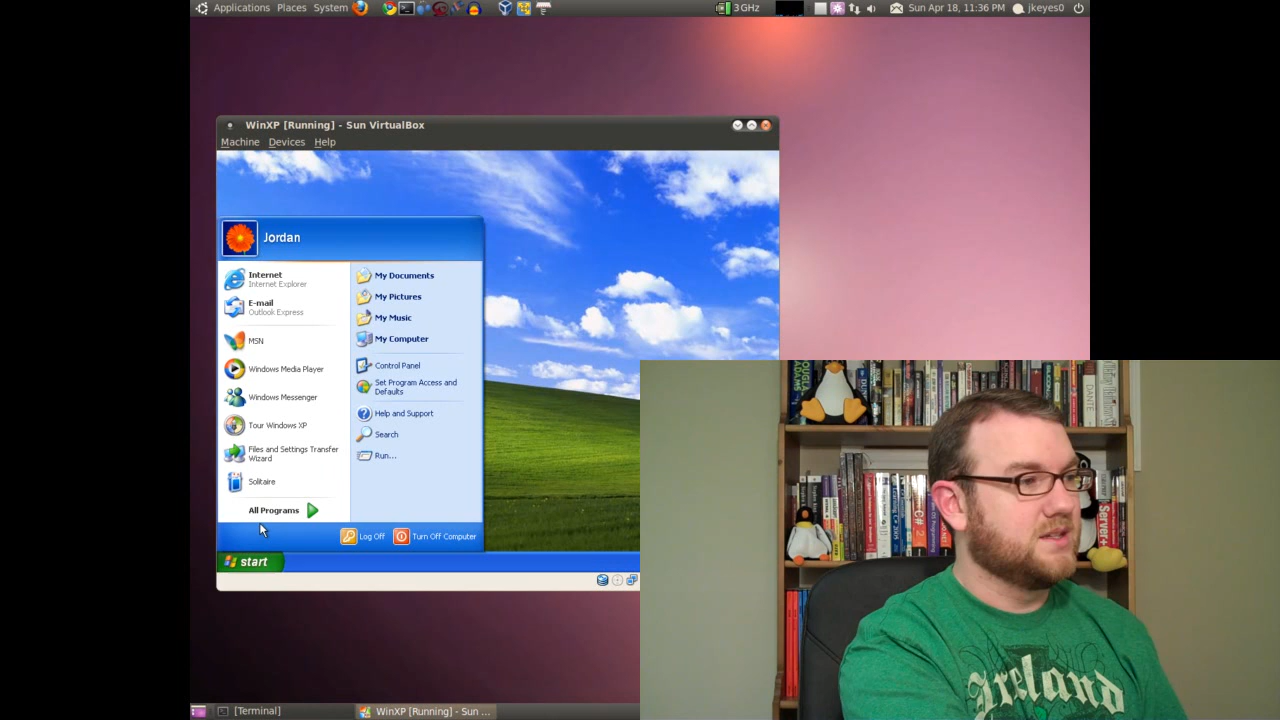 Applications Places System
3 GHz
Sun Apr 18, 11:36 PM
jkeyes0
WinXP [Running] - Sun VirtualBox
Machine Devices Help
Jordan
Internet
Internet Explorer
E-mail
Outlook Express
MSN
Windows Media Player
Windows Messenger
Tour Windows XP
Files and Settings Transfer
Wizard
Solitaire
All Programs
My Documents
My Pictures
My Music
My Computer
Control Panel
Set Program Access and
Defaults
Help and Support
Search
Run...
Log Off
Turn Off Computer
start
[Terminal]
WinXP [Running] - Sun ...
ADAMS
DANTE
C#
Server+
Ireland